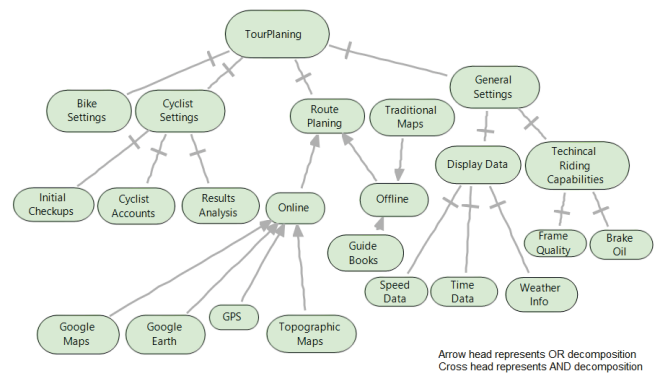 TourPlaning
General
Settings
Bike
Settings
Cyclist
Settings
Route
Planing
Traditional
Maps
Display Data
Techincal
Riding
Capabilities
Initial
Checkups
Cyclist
Accounts
Results
Analysis
Online
Offline
Frame
Quality
Brake
Oil
Guide
Books
Speed
Data
Time
Data
Weather
Info
Google
Maps
Google
Earth
GPS
Topographic
Maps
Arrow head represents OR decomposition
Cross head represents AND decomposition